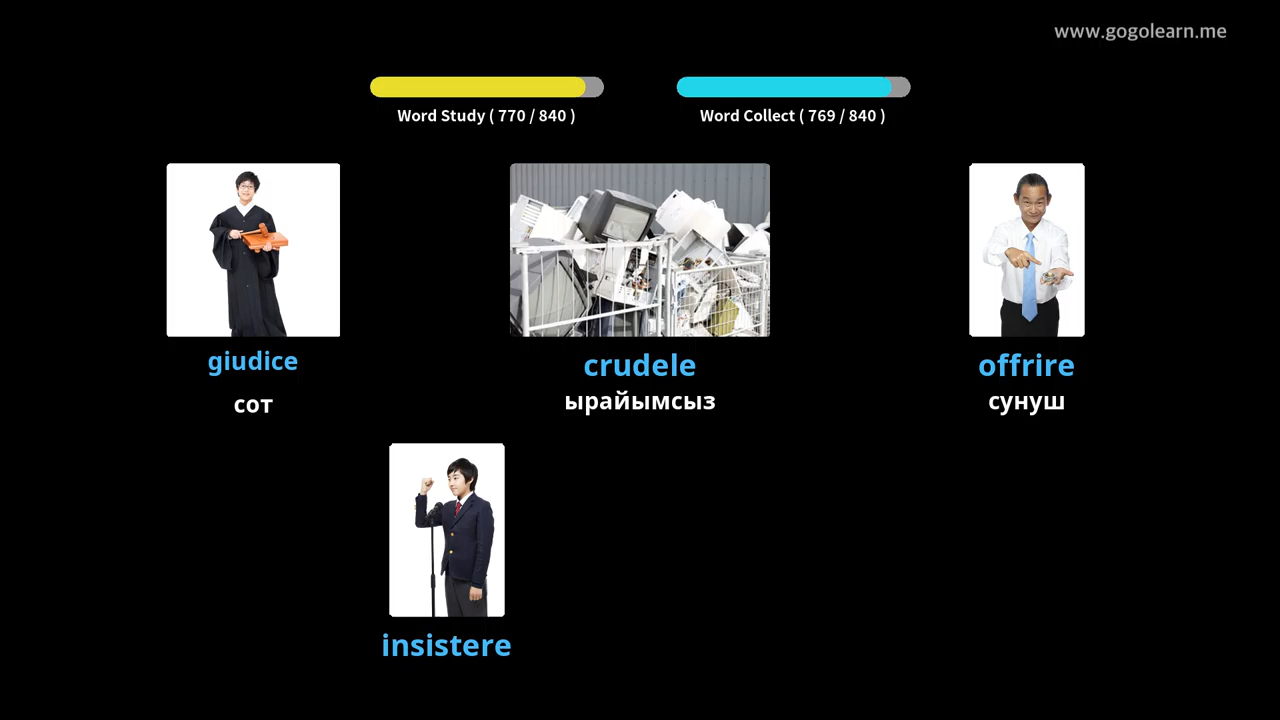 www.gogolearn.me
Word Study ( 770 / 840 )
Word Collect ( 769 / 840 )
giudice
сот
crudele
ырайымсыз
offrire
сунуш
insistere